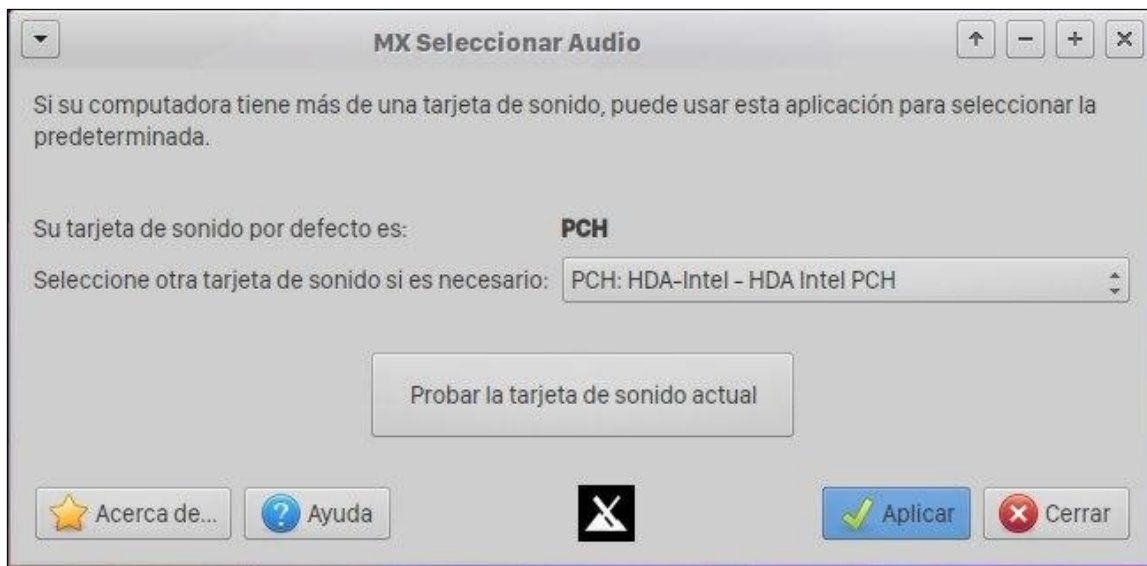 MX Seleccionar Audio
Si su computadora tiene más de una tarjeta de sonido, puede usar esta aplicación para seleccionar la
predeterminada.
Su tarjeta de sonido por defecto es: PCH
Seleccione otra tarjeta de sonido si es necesario: PCH: HDA-Intel - HDA Intel PCH
Probar la tarjeta de sonido actual
Acerca de... Ayuda Aplicar Cerrar